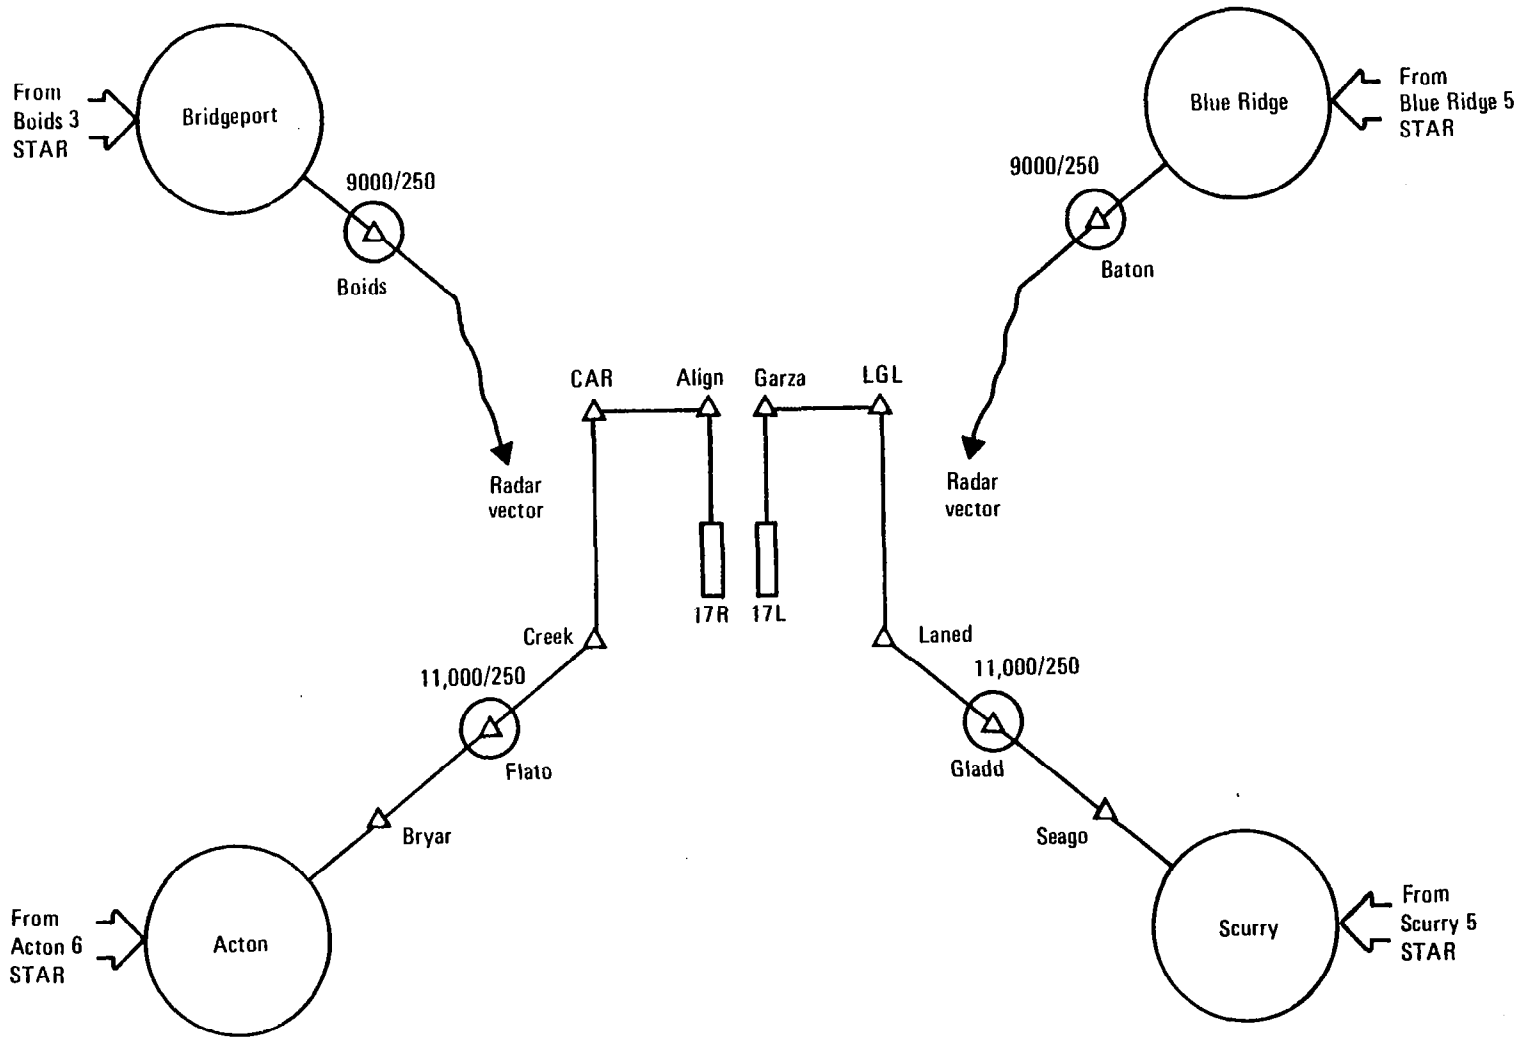 From
Boids 3
STAR
Bridgeport
9000/250
Boids
Radar
vector
Blue Ridge
From
Blue Ridge 5
STAR
9000/250
Baton
Radar
vector
CAR
Align
Garza
LGL
17R
17L
Creek
11,000/250
Flato
Bryar
From
Acton 6
STAR
Acton
Laned
11,000/250
Gladd
Seago
Scurry
From
Scurry 5
STAR